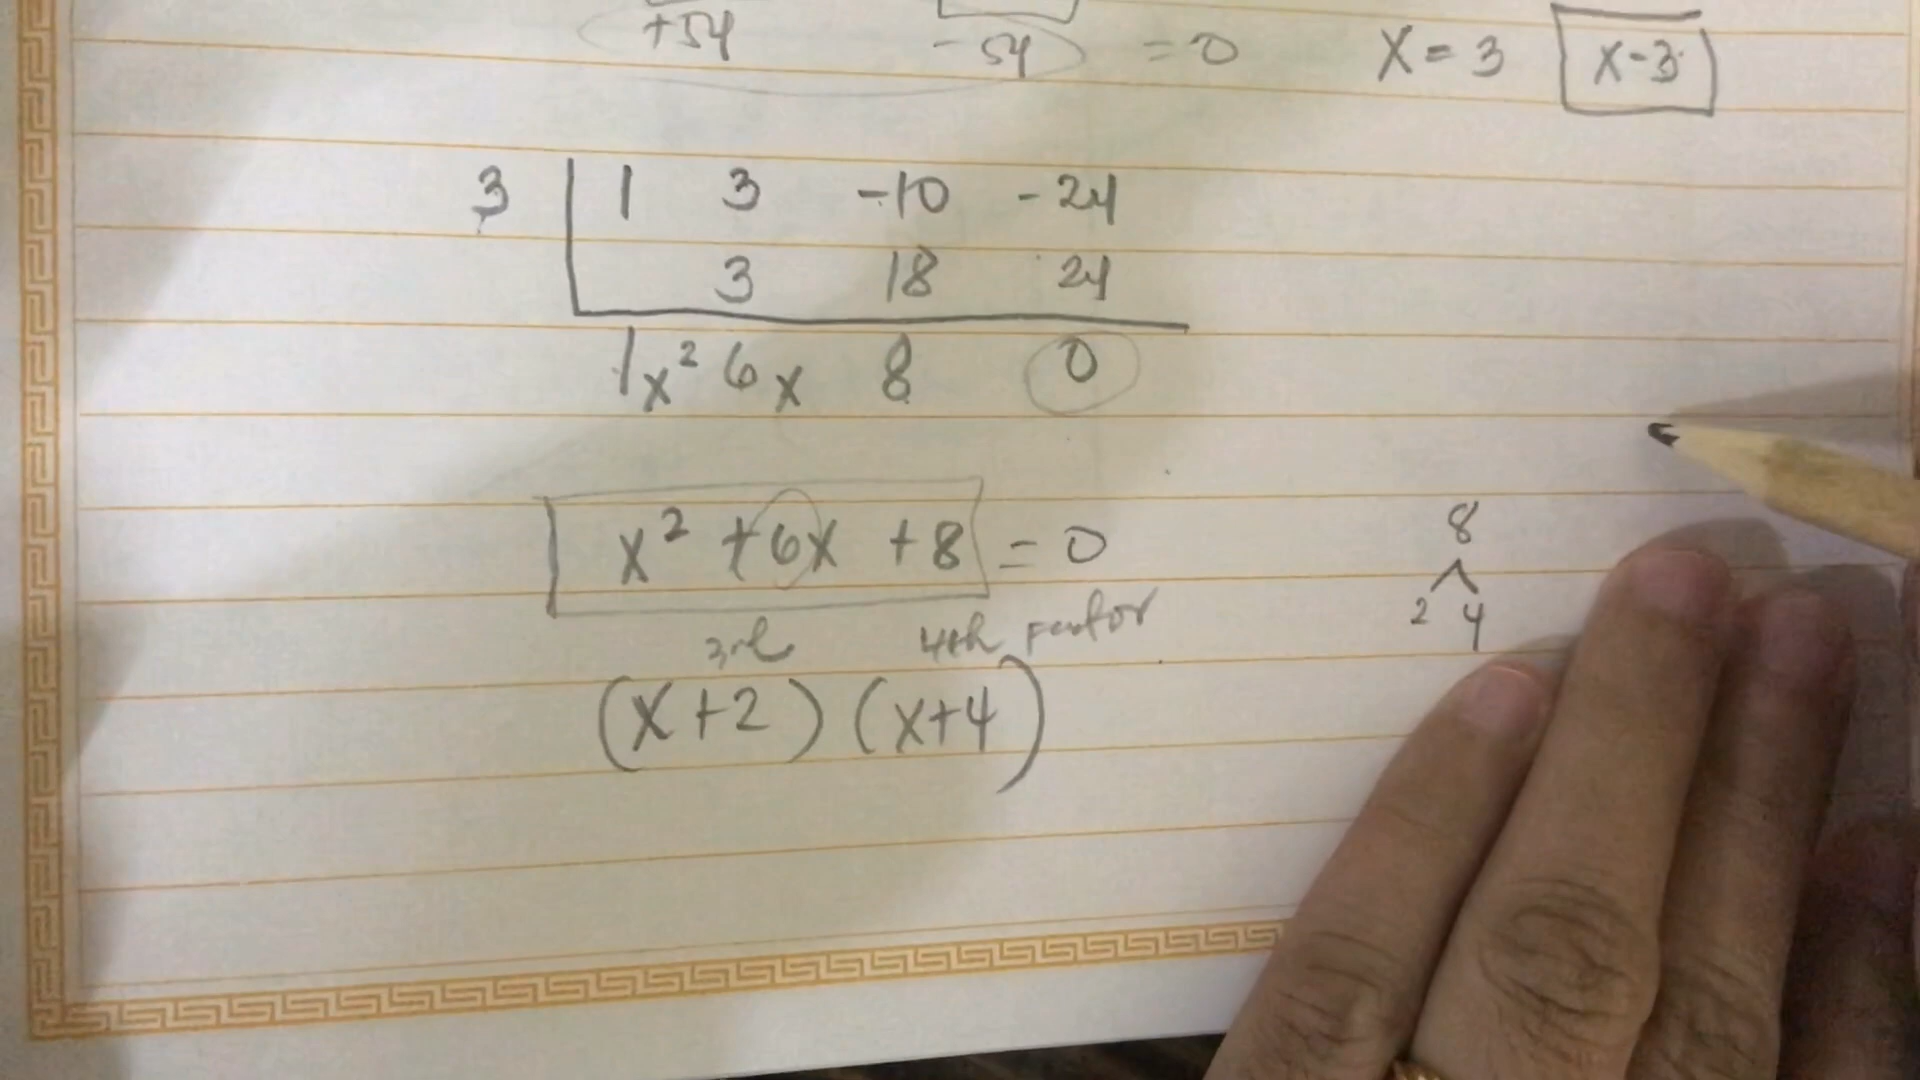 +54 -54 = 0 X = 3 X-3
3 | 1 3 -10 -24
3 18 24
1x² 6x 8 0
x² +6x +8 = 0
8
2 4
3rd 4th Factor
(x+2) (x+4)